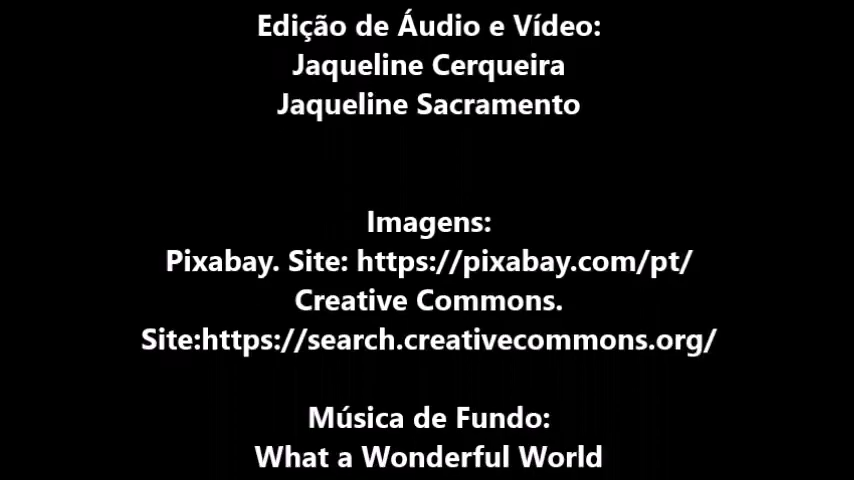 Edição de Áudio e Vídeo:
Jaqueline Cerqueira
Jaqueline Sacramento
Imagens:
Pixabay. Site: https://pixabay.com/pt/
Creative Commons.
Site:https://search.creativecommons.org/
Música de Fundo:
What a Wonderful World